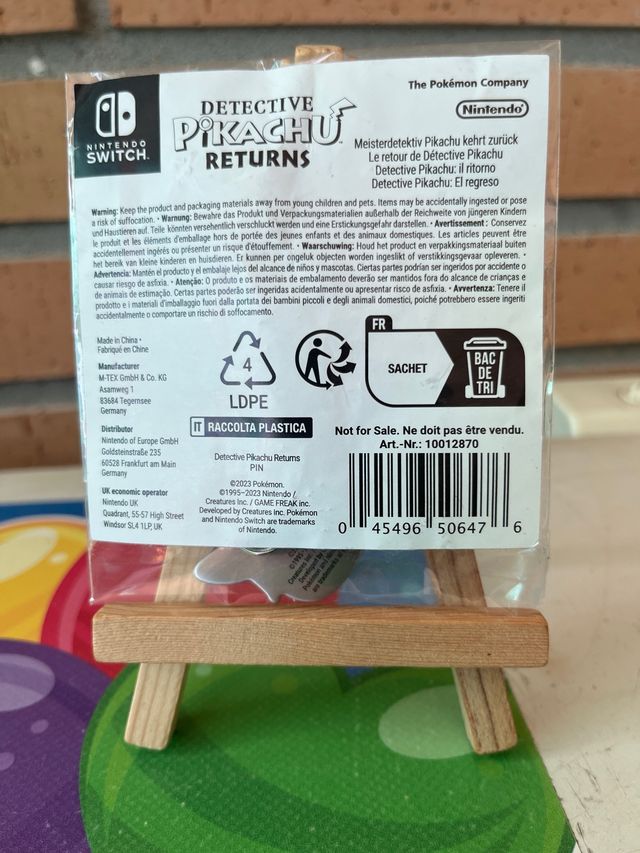 NINTENDO
SWITCH™
DETECTIVE
PIKACHU™
RETURNS
The Pokémon Company
Nintendo®
Meisterdetektiv Pikachu kehrt zurück
Le retour de Détective Pikachu
Detective Pikachu: il ritorno
Detective Pikachu: El regreso
Warning: Keep the product and packaging materials away from young children and pets. Items may be accidentally ingested or pose
a risk of suffocation. • Warnung: Bewahre das Produkt und Verpackungsmaterialien außerhalb der Reichweite von jüngeren Kindern
und Haustieren auf. Teile könnten versehentlich verschluckt werden und eine Erstickungsgefahr darstellen. • Avertissement : Conservez
le produit et les éléments d'emballage hors de portée des jeunes enfants et des animaux domestiques. Les articles peuvent être
accidentellement ingérés ou présenter un risque d'étouffement. • Waarschuwing: Houd het product en verpakkingsmateriaal buiten
het bereik van kleine kinderen en huisdieren. Er kunnen per ongeluk objecten worden ingeslikt of verstikkingsgevaar opleveren. •
Advertencia: Mantén el producto y el embalaje lejos del alcance de niños y mascotas. Ciertas partes podrían ser ingeridas por accidente o
causar riesgo de asfixia. • Atenção: O produto e os materiais de embalamento deverão ser mantidos fora do alcance de crianças e
de animais de estimação. Certas partes poderão ser ingeridas acidentalmente ou apresentar risco de asfixia. • Avvertenza: Tenere il
prodotto e i materiali d'imballaggio fuori dalla portata dei bambini piccoli e degli animali domestici, poiché potrebbero essere ingeriti
accidentalmente o comportare un rischio di soffocamento.
Made in China •
Fabriqué en Chine
Manufacturer
M-TEX GmbH & Co. KG
Asamweg 1
83684 Tegernsee
Germany
Distributor
Nintendo of Europe GmbH
Goldsteinstraße 235
60528 Frankfurt am Main
Germany
UK economic operator
Nintendo UK
Quadrant, 55-57 High Street
Windsor SL4 1LP, UK
4
LDPE
IT RACCOLTA PLASTICA
Detective Pikachu Returns
PIN
©2023 Pokémon.
©1995–2023 Nintendo /
Creatures Inc. / GAME FREAK inc.
Developed by Creatures Inc. Pokémon
and Nintendo Switch are trademarks
of Nintendo.
FR
SACHET
BAC
DE
TRI
Not for Sale. Ne doit pas être vendu.
Art.-Nr.: 10012870
0 45496 50647 6